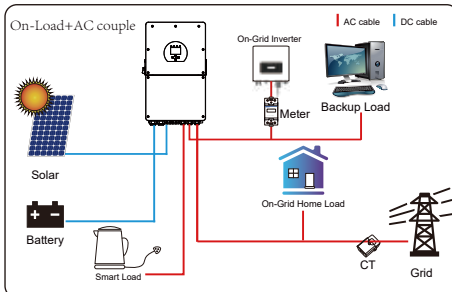 On-Load+AC couple
AC cable
DC cable
On-Grid Inverter
Meter
Backup Load
Solar
On-Grid Home Load
Battery
Smart Load
CT
Grid